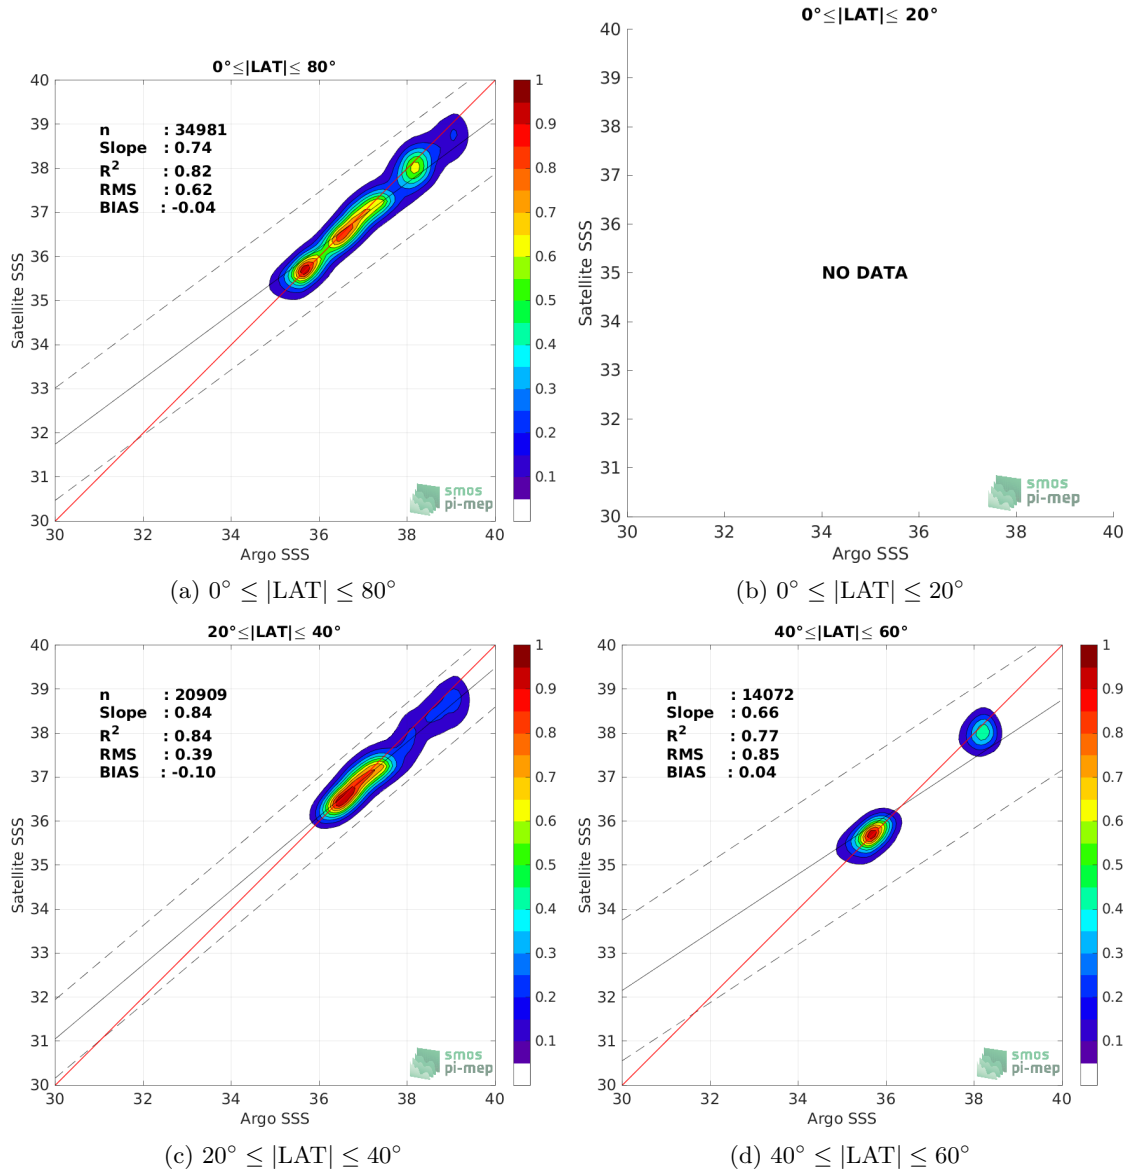 0°≤|LAT|≤ 80°
40
39
38
37
36
35
34
33
32
31
30
Satellite SSS
n : 34981
Slope : 0.74
R² : 0.82
RMS : 0.62
BIAS : -0.04
smos
pi-mep
30 32 34 36 38 40
Argo SSS
1
0.9
0.8
0.7
0.6
0.5
0.4
0.3
0.2
0.1
(a) 0° ≤ |LAT| ≤ 80°
0°≤|LAT|≤ 20°
40
39
38
37
36
35
34
33
32
31
30
Satellite SSS
NO DATA
smos
pi-mep
30 32 34 36 38 40
Argo SSS
(b) 0° ≤ |LAT| ≤ 20°
20°≤|LAT|≤ 40°
40
39
38
37
36
35
34
33
32
31
30
Satellite SSS
n : 20909
Slope : 0.84
R² : 0.84
RMS : 0.39
BIAS : -0.10
smos
pi-mep
30 32 34 36 38 40
Argo SSS
1
0.9
0.8
0.7
0.6
0.5
0.4
0.3
0.2
0.1
(c) 20° ≤ |LAT| ≤ 40°
40°≤|LAT|≤ 60°
40
39
38
37
36
35
34
33
32
31
30
Satellite SSS
n : 14072
Slope : 0.66
R² : 0.77
RMS : 0.85
BIAS : 0.04
smos
pi-mep
30 32 34 36 38 40
Argo SSS
1
0.9
0.8
0.7
0.6
0.5
0.4
0.3
0.2
0.1
(d) 40° ≤ |LAT| ≤ 60°